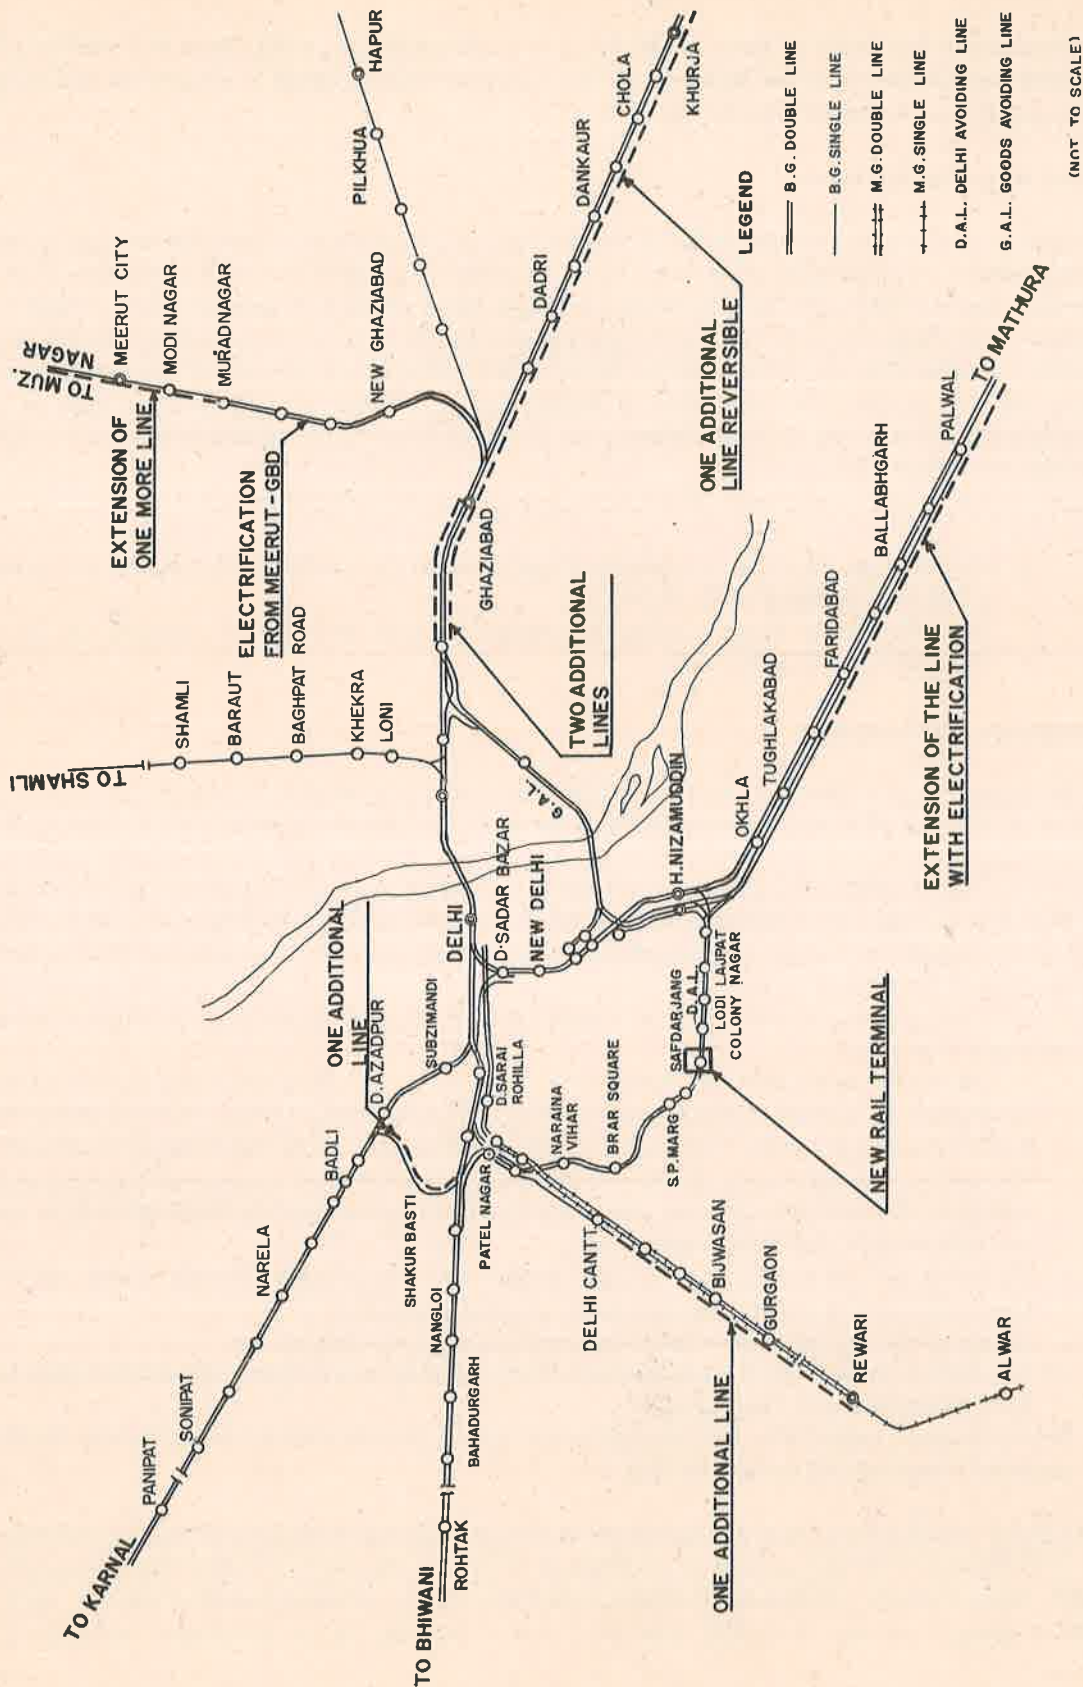 TO KARNAL
PANIPAT
SONIPAT
NARELA
BADLI
D.AZADPUR
SUBZIMANDI
ONE ADDITIONAL
LINE
DELHI
TO SHAMLI
SHAMLI
BARAUT
BAGHPAT ROAD
KHEKRA
LONI
EXTENSION OF
ONE MORE LINE
ELECTRIFICATION
FROM MEERUT-GBD
TO MUZ.
NAGAR
MEERUT CITY
MODI NAGAR
MURADNAGAR
NEW GHAZIABAD
PILKHUA
HAPUR
GHAZIABAD
DADRI
DANKAUR
CHOLA
KHURJA
ONE ADDITIONAL
LINE REVERSIBLE
TWO ADDITIONAL
LINES
G.A.L.
TO BHIWANI
ROHTAK
BAHADURGARH
NANGLOI
SHAKUR BASTI
PATEL NAGAR
D.SARAI
ROHILLA
D.SADAR BAZAR
NEW DELHI
H.NIZAMUDDIN
NARAINA
VIHAR
BRAR SQUARE
S.P.MARG
SAFDARJANG
D.A.L.
LODI LAJPAT
COLONY NAGAR
NEW RAIL TERMINAL
OKHLA
TUGHLAKABAD
FARIDABAD
BALLABHGARH
PALWAL
TO MATHURA
EXTENSION OF THE LINE
WITH ELECTRIFICATION
DELHI CANTT.
BIJWASAN
GURGAON
REWARI
ALWAR
ONE ADDITIONAL LINE
LEGEND
B.G. DOUBLE LINE
B.G. SINGLE LINE
M.G. DOUBLE LINE
M.G. SINGLE LINE
D.A.L. DELHI AVOIDING LINE
G.A.L. GOODS AVOIDING LINE
(NOT TO SCALE)